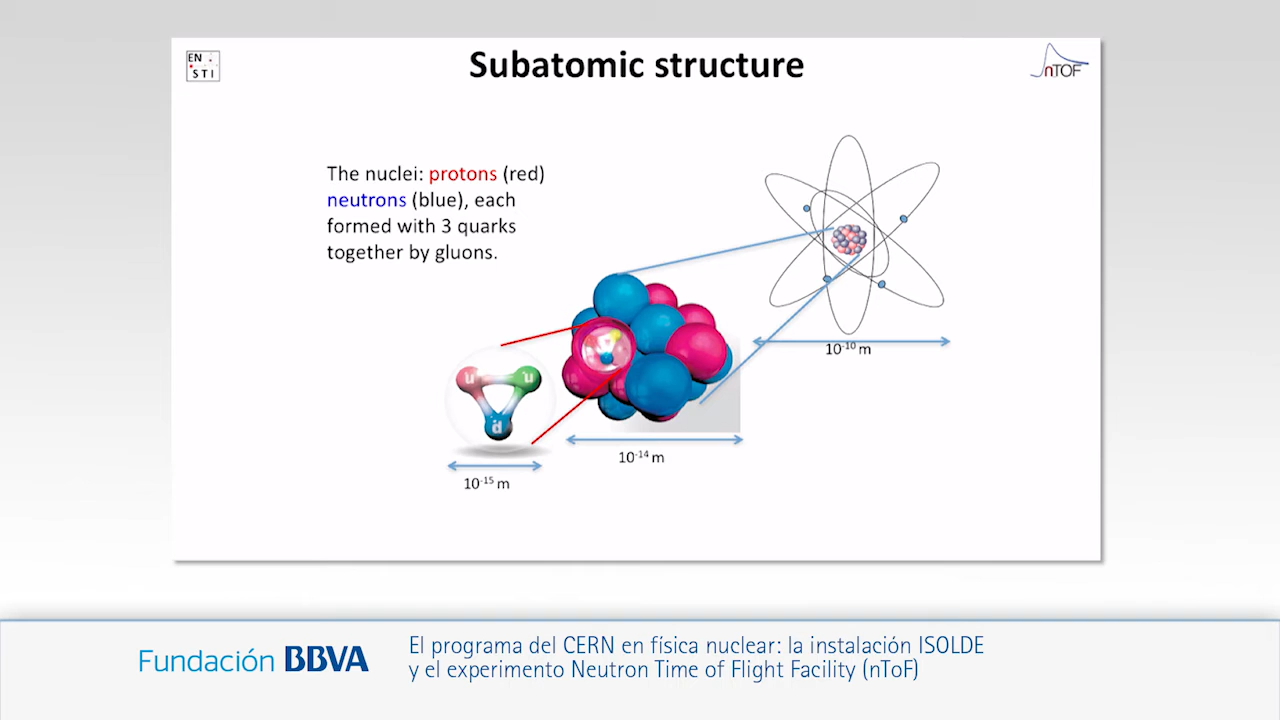 EN
STI
Subatomic structure
nTOF
The nuclei: protons (red)
neutrons (blue), each
formed with 3 quarks
together by gluons.
10⁻¹⁰ m
u u
d
10⁻¹⁴ m
10⁻¹⁵ m
Fundación BBVA
El programa del CERN en física nuclear: la instalación ISOLDE
y el experimento Neutron Time of Flight Facility (nToF)